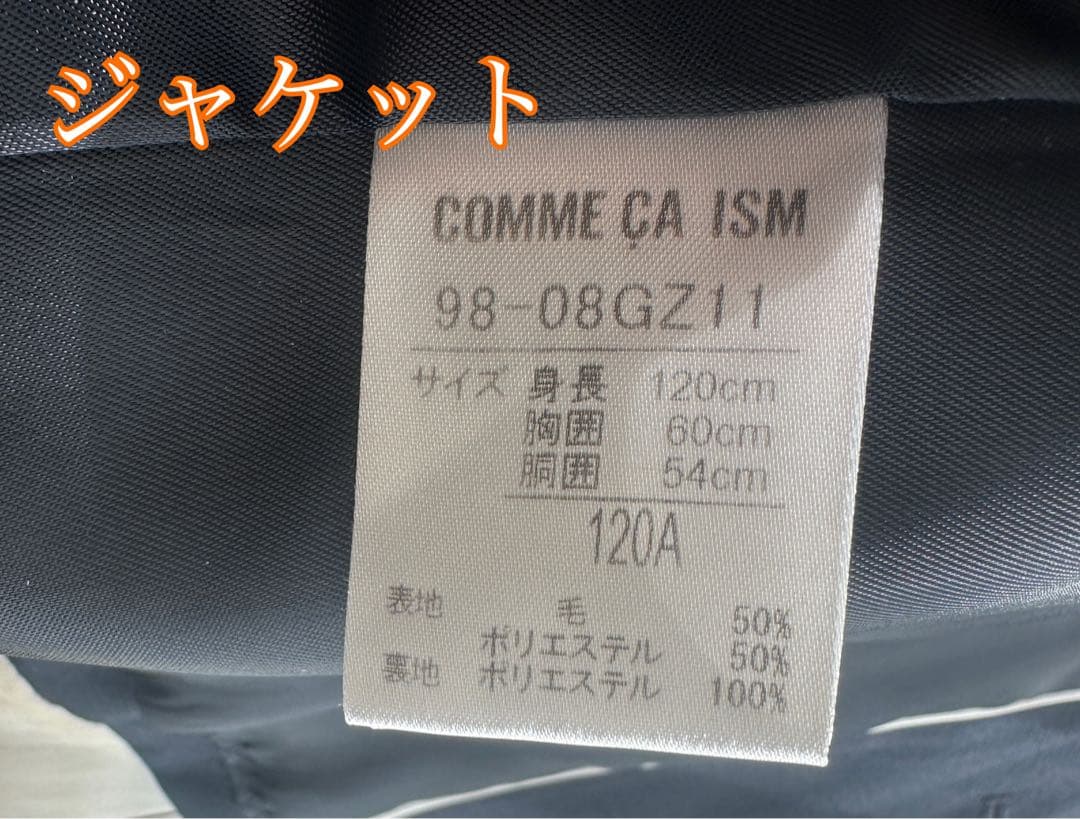 ジャケット
COMME ÇA ISM
98-08GZ11
サイズ 身長 120cm
胸囲 60cm
胴囲 54cm
120A
表地 毛 50%
ポリエステル 50%
裏地 ポリエステル 100%